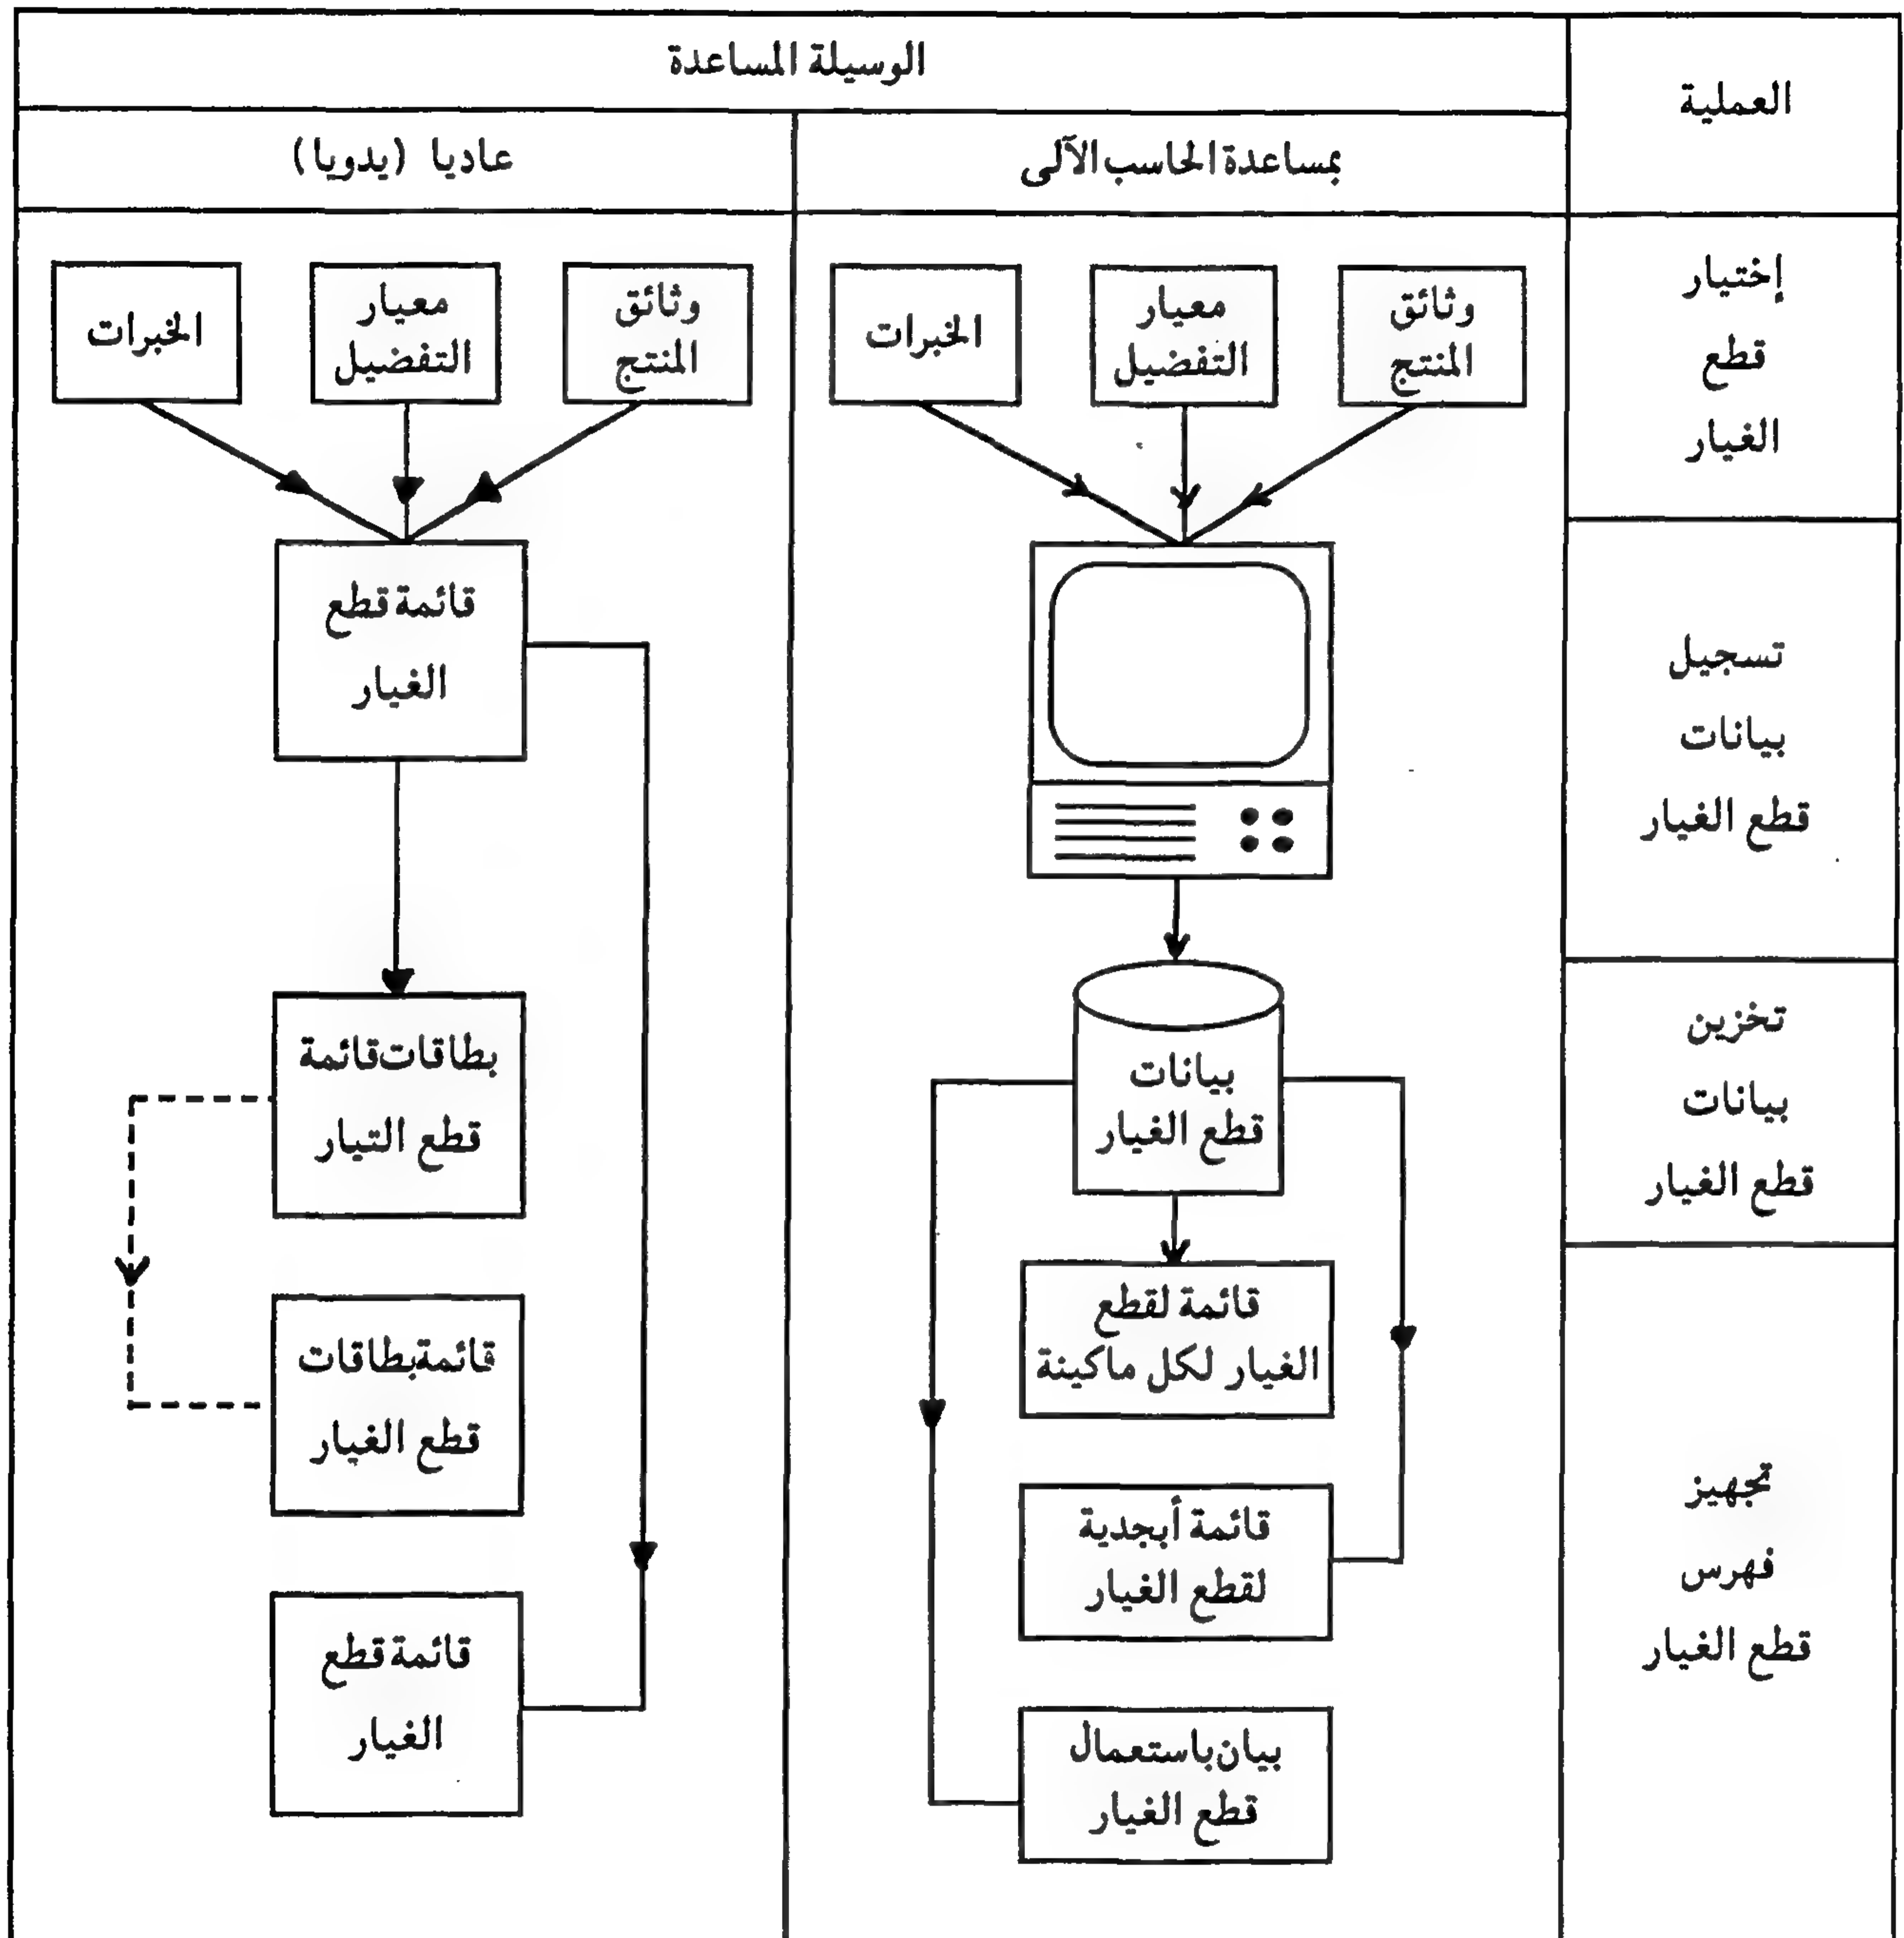 العملية
الوسيلة المساعدة
بمساعدة الحاسب الآلى
عاديا (يدويا)
إختيار
قطع
الغيار
تسجيل
بيانات
قطع الغيار
تخزين
بيانات
قطع الغيار
تجهيز
فهرس
قطع الغيار
وثائق
المنتج
معيار
التفضيل
الخبرات
بيانات
قطع الغيار
قائمة لقطع
الغيار لكل ماكينة
قائمة أبجدية
لقطع الغيار
بيان باستعمال
قطع الغيار
وثائق
المنتج
معيار
التفضيل
الخبرات
قائمة قطع
الغيار
بطاقات قائمة
قطع التيار
قائمة بطاقات
قطع الغيار
قائمة قطع
الغيار